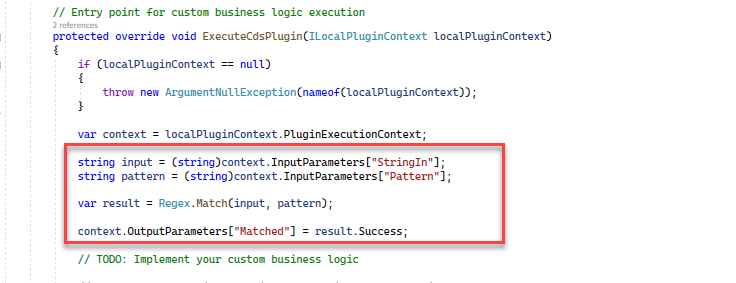 // Entry point for custom business logic execution
2 references
protected override void ExecuteCdsPlugin(ILocalPluginContext localPluginContext)
{
if (localPluginContext == null)
{
throw new ArgumentNullException(nameof(localPluginContext));
}
var context = localPluginContext.PluginExecutionContext;
string input = (string)context.InputParameters["StringIn"];
string pattern = (string)context.InputParameters["Pattern"];
var result = Regex.Match(input, pattern);
context.OutputParameters["Matched"] = result.Success;
// TODO: Implement your custom business logic